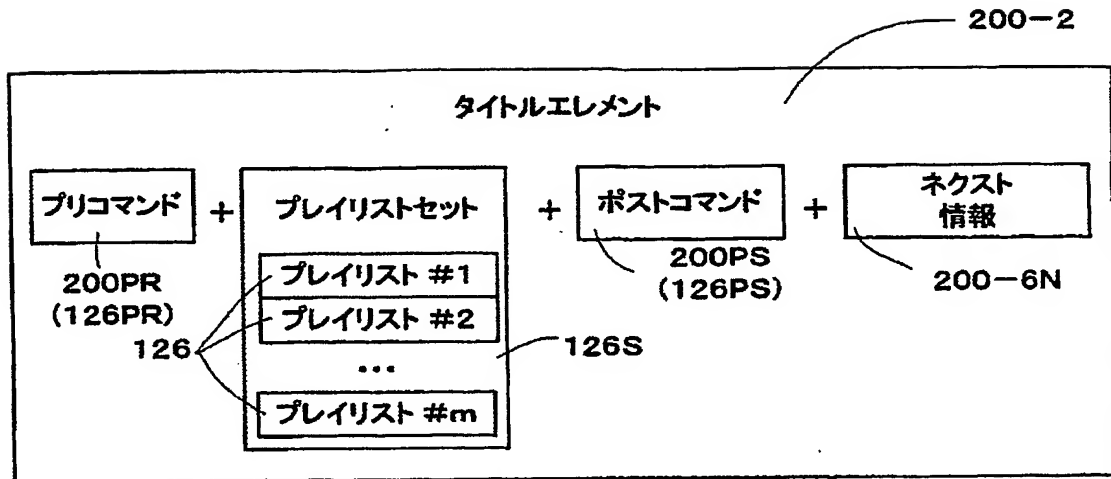 200-2
タイトルエレメント
プリコマンド
+
プレイリストセット
+
ポストコマンド
+
ネクスト
情報
200PR
(126PR)
プレイリスト #1
プレイリスト #2
...
プレイリスト #m
126
126S
200PS
(126PS)
200-6N